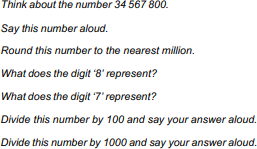 Think about the number 34 567 800.
Say this number aloud.
Round this number to the nearest million.
What does the digit ‘8’ represent?
What does the digit ‘7’ represent?
Divide this number by 100 and say your answer aloud.
Divide this number by 1000 and say your answer aloud.